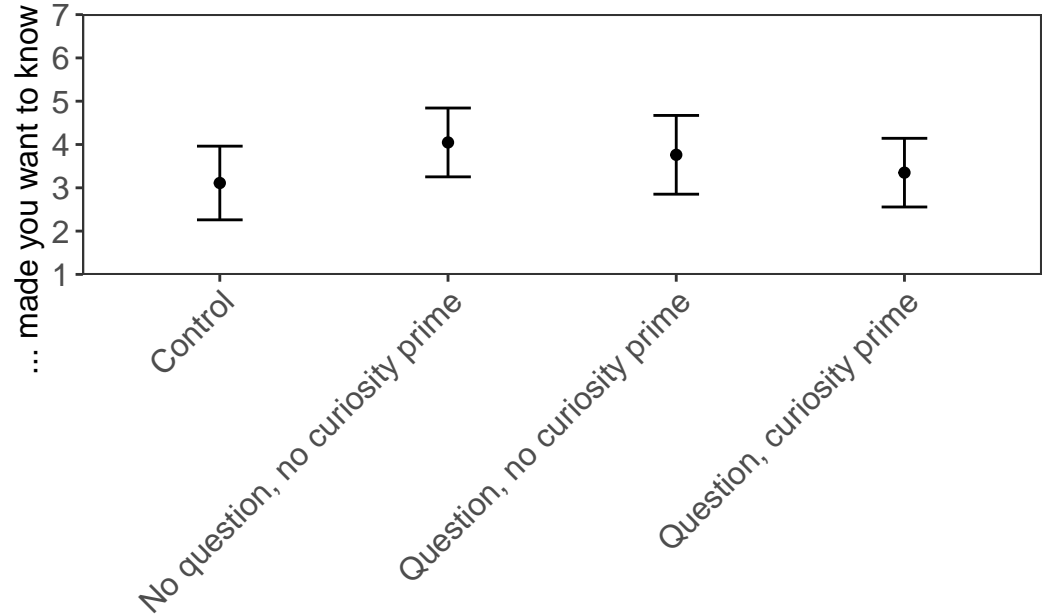 ... made you want to know
7
6
5
4
3
2
1
Control
No question, no curiosity prime
Question, no curiosity prime
Question, curiosity prime